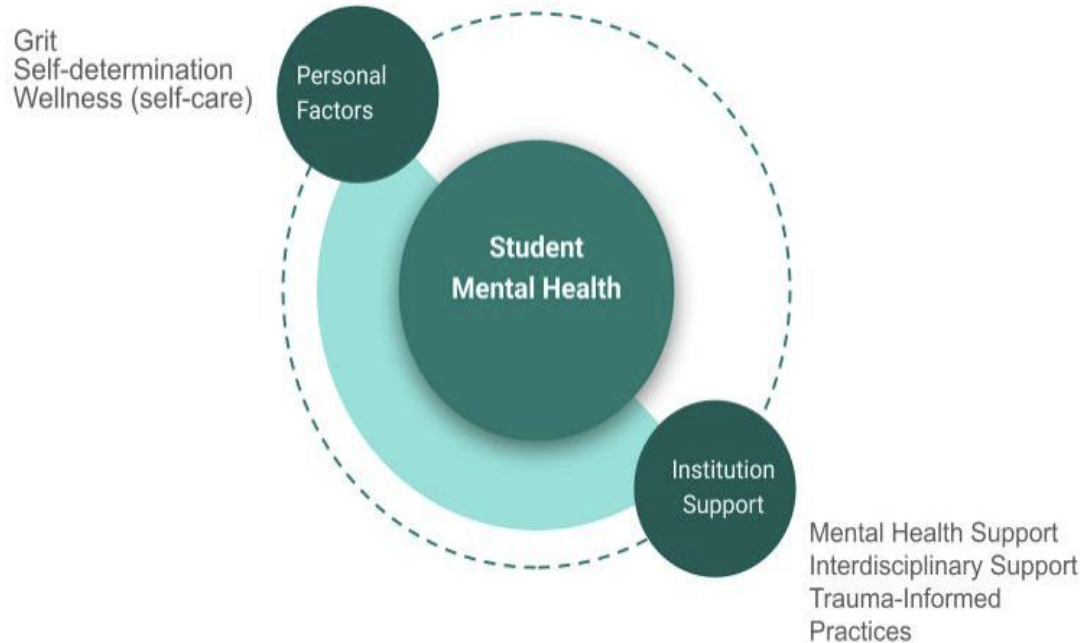 Grit
Self-determination
Wellness (self-care)
Personal
Factors
Student
Mental Health
Institution
Support
Mental Health Support
Interdisciplinary Support
Trauma-Informed
Practices